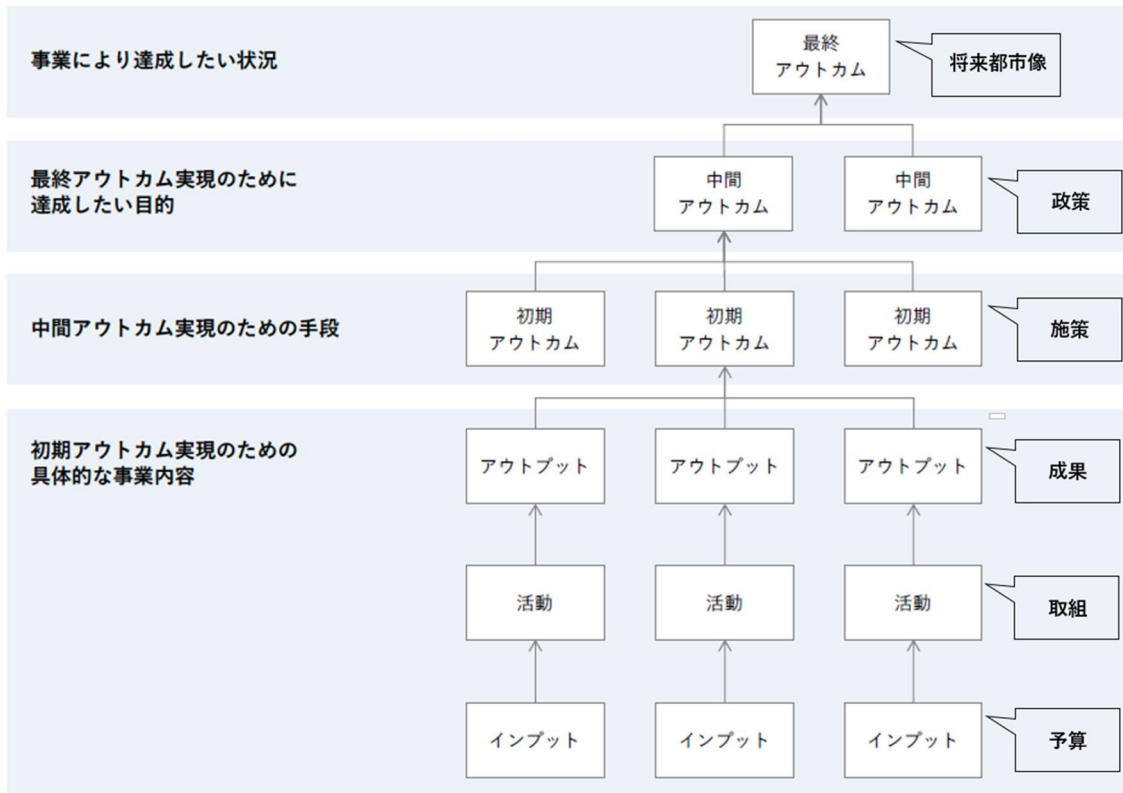 事業により達成したい状況
最終
アウトカム
将来都市像
最終アウトカム実現のために
達成したい目的
中間
アウトカム
中間
アウトカム
政策
中間アウトカム実現のための手段
初期
アウトカム
初期
アウトカム
初期
アウトカム
施策
初期アウトカム実現のための
具体的な事業内容
アウトプット
アウトプット
アウトプット
成果
活動
活動
活動
取組
インプット
インプット
インプット
予算